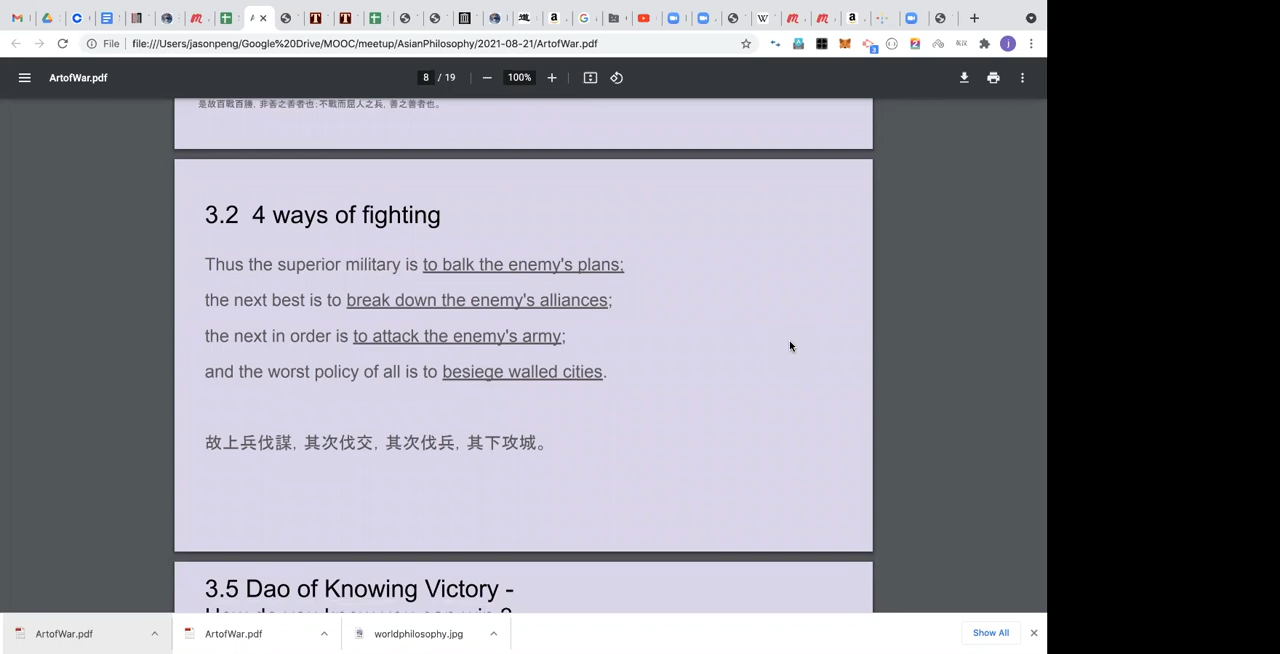 File
file:///Users/jasonpeng/Google%20Drive/MOOC/meetup/AsianPhilosophy/2021-08-21/ArtofWar.pdf
ArtofWar.pdf
8 / 19
100%
是故百戰百勝, 非善之善者也;不戰而屈人之兵, 善之善者也。
3.2 4 ways of fighting
Thus the superior military is to balk the enemy's plans;
the next best is to break down the enemy's alliances;
the next in order is to attack the enemy's army;
and the worst policy of all is to besiege walled cities.
故上兵伐謀, 其次伐交, 其次伐兵, 其下攻城。
3.5 Dao of Knowing Victory -
ArtofWar.pdf
ArtofWar.pdf
worldphilosophy.jpg
Show All